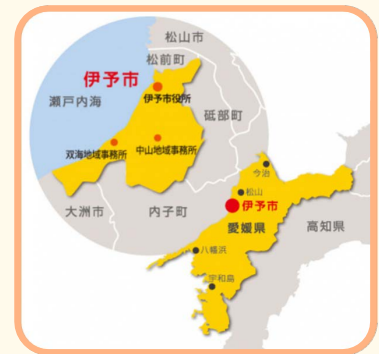 松山市
松前町
伊予市
伊予市役所
瀬戸内海
砥部町
双海地域事務所
中山地域事務所
今治
大洲市
内子町
松山
伊予市
愛媛県
高知県
八幡浜
宇和島